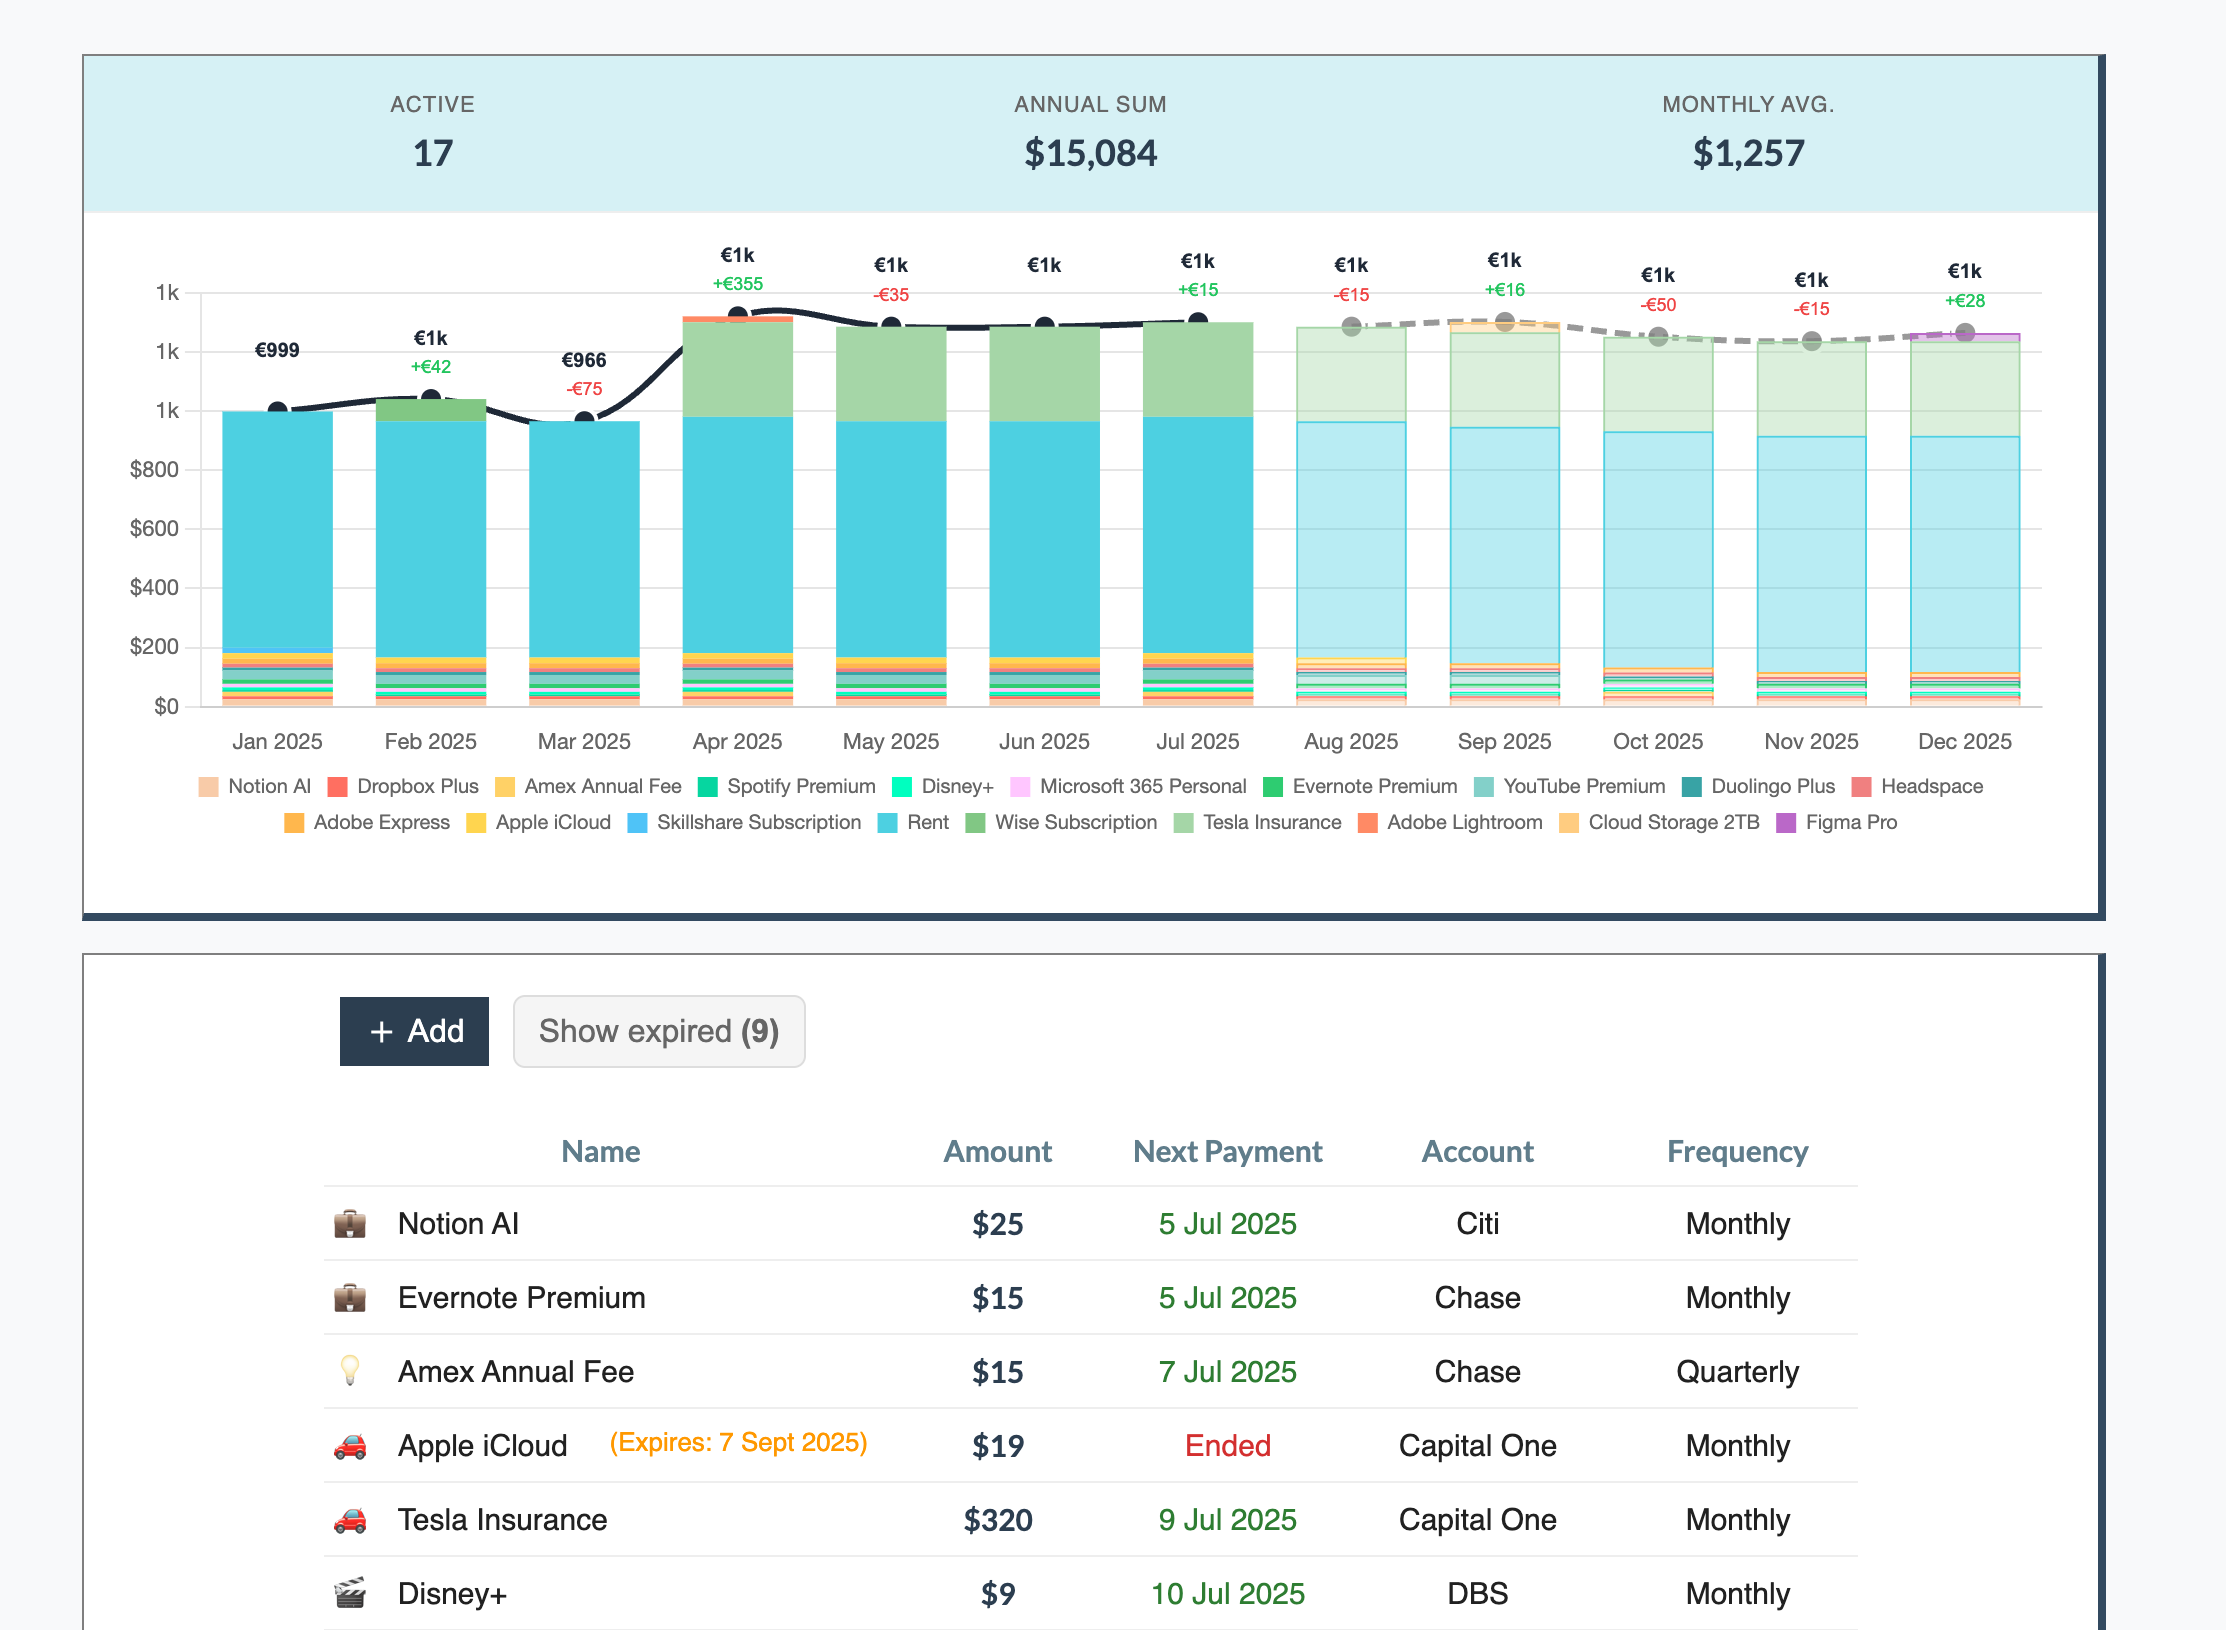 ACTIVE ANNUAL SUM MONTHLY AVG.
17 $15,084 $1,257
€1k €1k €1k €1k €1k €1k €1k €1k €1k
+€355 -€35 +€15 -€15 +€16 -€50 -€15 +€28
1k
€999 €1k €966
+€42 -€75
1k
1k
$800
$600
$400
$200
$0
Jan 2025 Feb 2025 Mar 2025 Apr 2025 May 2025 Jun 2025 Jul 2025 Aug 2025 Sep 2025 Oct 2025 Nov 2025 Dec 2025
Notion AI Dropbox Plus Amex Annual Fee Spotify Premium Disney+ Microsoft 365 Personal Evernote Premium YouTube Premium Duolingo Plus Headspace
Adobe Express Apple iCloud Skillshare Subscription Rent Wise Subscription Tesla Insurance Adobe Lightroom Cloud Storage 2TB Figma Pro
+ Add Show expired (9)
Name Amount Next Payment Account Frequency
Notion AI $25 5 Jul 2025 Citi Monthly
Evernote Premium $15 5 Jul 2025 Chase Monthly
Amex Annual Fee $15 7 Jul 2025 Chase Quarterly
Apple iCloud (Expires: 7 Sept 2025) $19 Ended Capital One Monthly
Tesla Insurance $320 9 Jul 2025 Capital One Monthly
Disney+ $9 10 Jul 2025 DBS Monthly